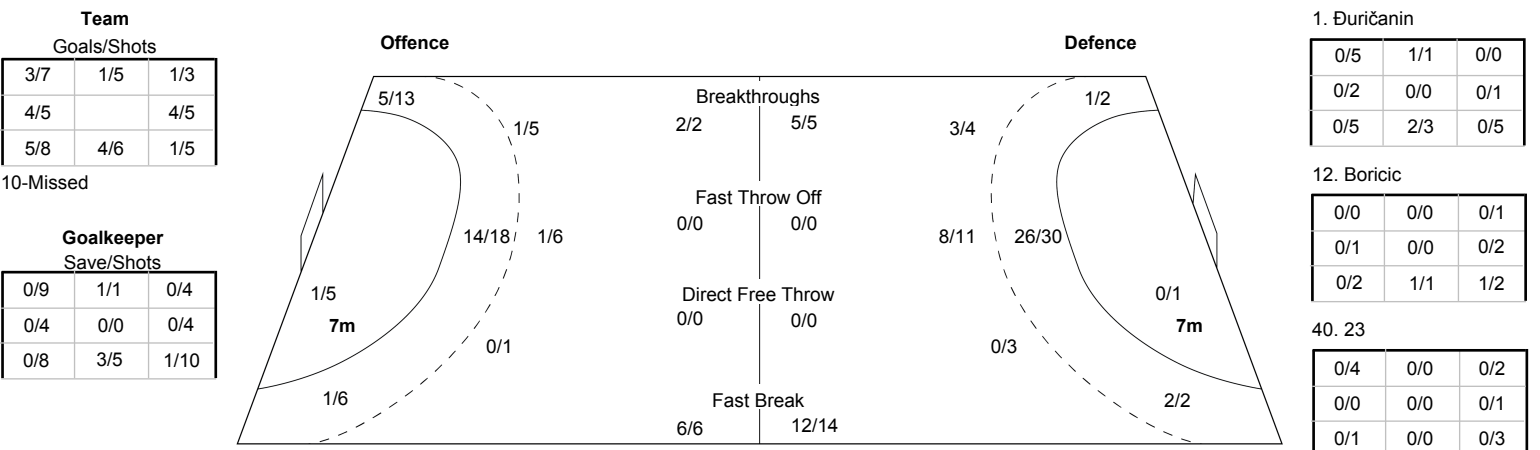 Team
Goals/Shots
3/7 1/5 1/3
4/5 4/5
5/8 4/6 1/5
10-Missed
Goalkeeper
Save/Shots
0/9 1/1 0/4
0/4 0/0 0/4
0/8 3/5 1/10
Offence Defence
5/13 Breakthroughs 1/2
1/5 2/2 5/5 3/4
Fast Throw Off
0/0 0/0
14/18 1/6 8/11 26/30
1/5 Direct Free Throw 0/1
7m 0/0 0/0 7m
0/1 0/3
1/6 Fast Break 2/2
6/6 12/14
1. Đuričanin
0/5 1/1 0/0
0/2 0/0 0/1
0/5 2/3 0/5
12. Boricic
0/0 0/0 0/1
0/1 0/0 0/2
0/2 1/1 1/2
40. 23
0/4 0/0 0/2
0/0 0/0 0/1
0/1 0/0 0/3